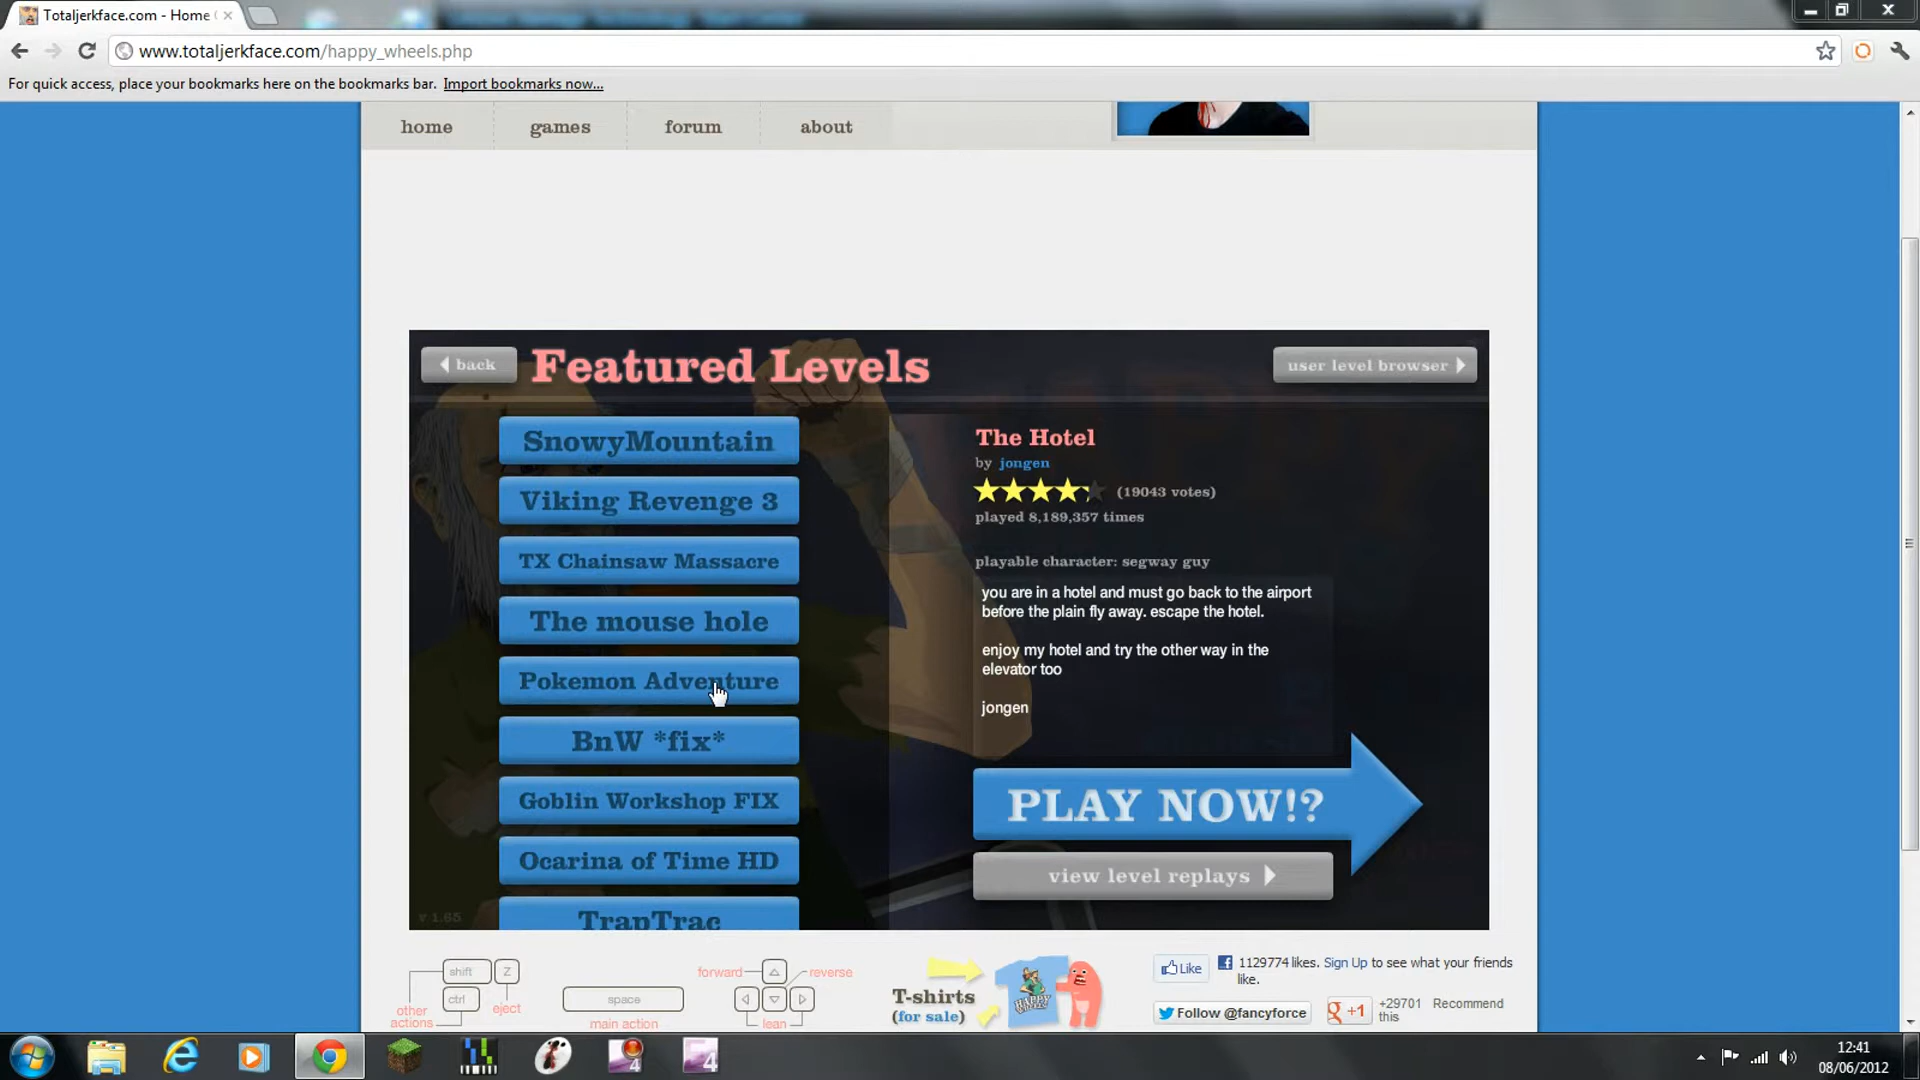 Totaljerkface.com - Home
www.totaljerkface.com/happy_wheels.php
For quick access, place your bookmarks here on the bookmarks bar. Import bookmarks now...
home games forum about
back Featured Levels user level browser
SnowyMountain
Viking Revenge 3
TX Chainsaw Massacre
The mouse hole
Pokemon Adventure
BnW *fix*
Goblin Workshop FIX
Ocarina of Time HD
TrapTrac
v 1.65
The Hotel
by jongen
(19043 votes)
played 8,189,357 times
playable character: segway guy
you are in a hotel and must go back to the airport
before the plain fly away. escape the hotel.
enjoy my hotel and try the other way in the
elevator too
jongen
PLAY NOW!?
view level replays
shift Z
ctrl
other
actions
eject
space
main action
forward reverse
lean
T-shirts
(for sale)
HAPPY WHEELS
Like 1129774 likes. Sign Up to see what your friends
like.
Follow @fancyforce
+1 +29701 Recommend
this
4
4
12:41
08/06/2012